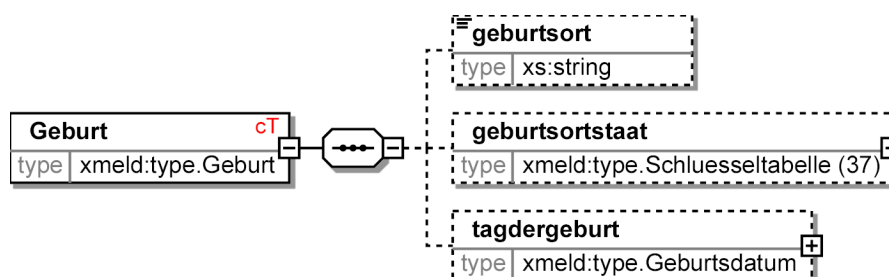 geburtsort
type xs:string
Geburt cT
type xmeld:type.Geburt
geburtsortstaat
type xmeld:type.Schluesseltabelle (37)
tagdergeburt
type xmeld:type.Geburtsdatum